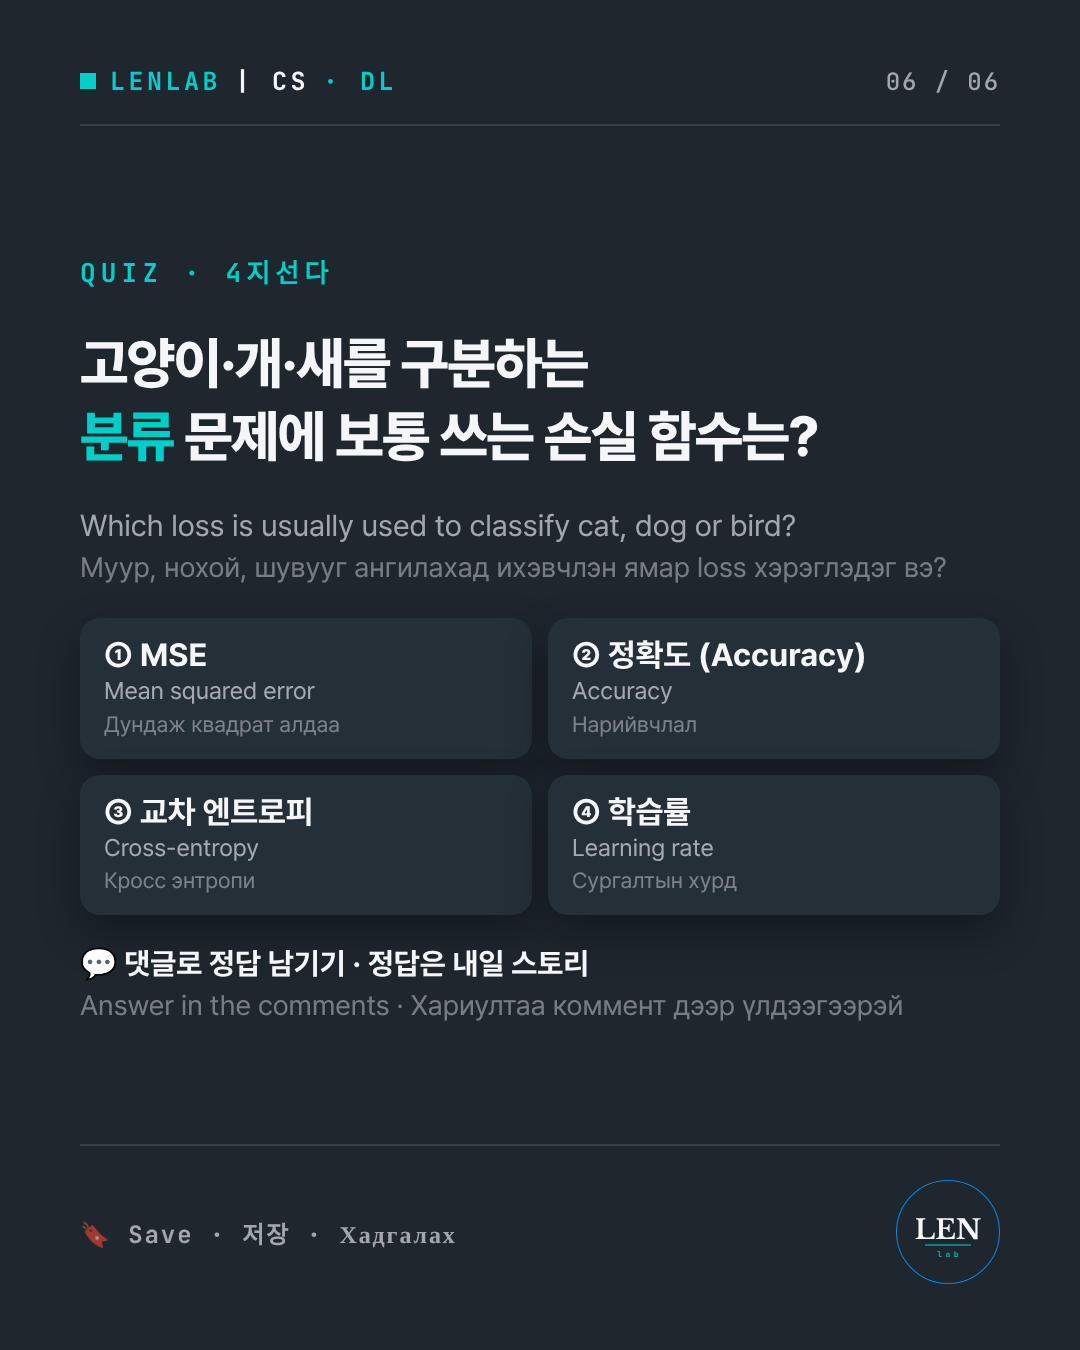 LENLAB | CS · DL
06 / 06
QUIZ · 4지선다
고양이·개·새를 구분하는
분류 문제에 보통 쓰는 손실 함수는?
Which loss is usually used to classify cat, dog or bird?
Муур, нохой, шувууг ангилахад ихэвчлэн ямар loss хэрэглэдэг вэ?
① MSE
Mean squared error
Дундаж квадрат алдаа
② 정확도 (Accuracy)
Accuracy
Нарийвчлал
③ 교차 엔트로피
Cross-entropy
Кросс энтропи
④ 학습률
Learning rate
Сургалтын хурд
💬 댓글로 정답 남기기 · 정답은 내일 스토리
Answer in the comments · Хариултаа коммент дээр үлдээгээрэй
🔖 Save · 저장 · Хадгалах
LEN
lab